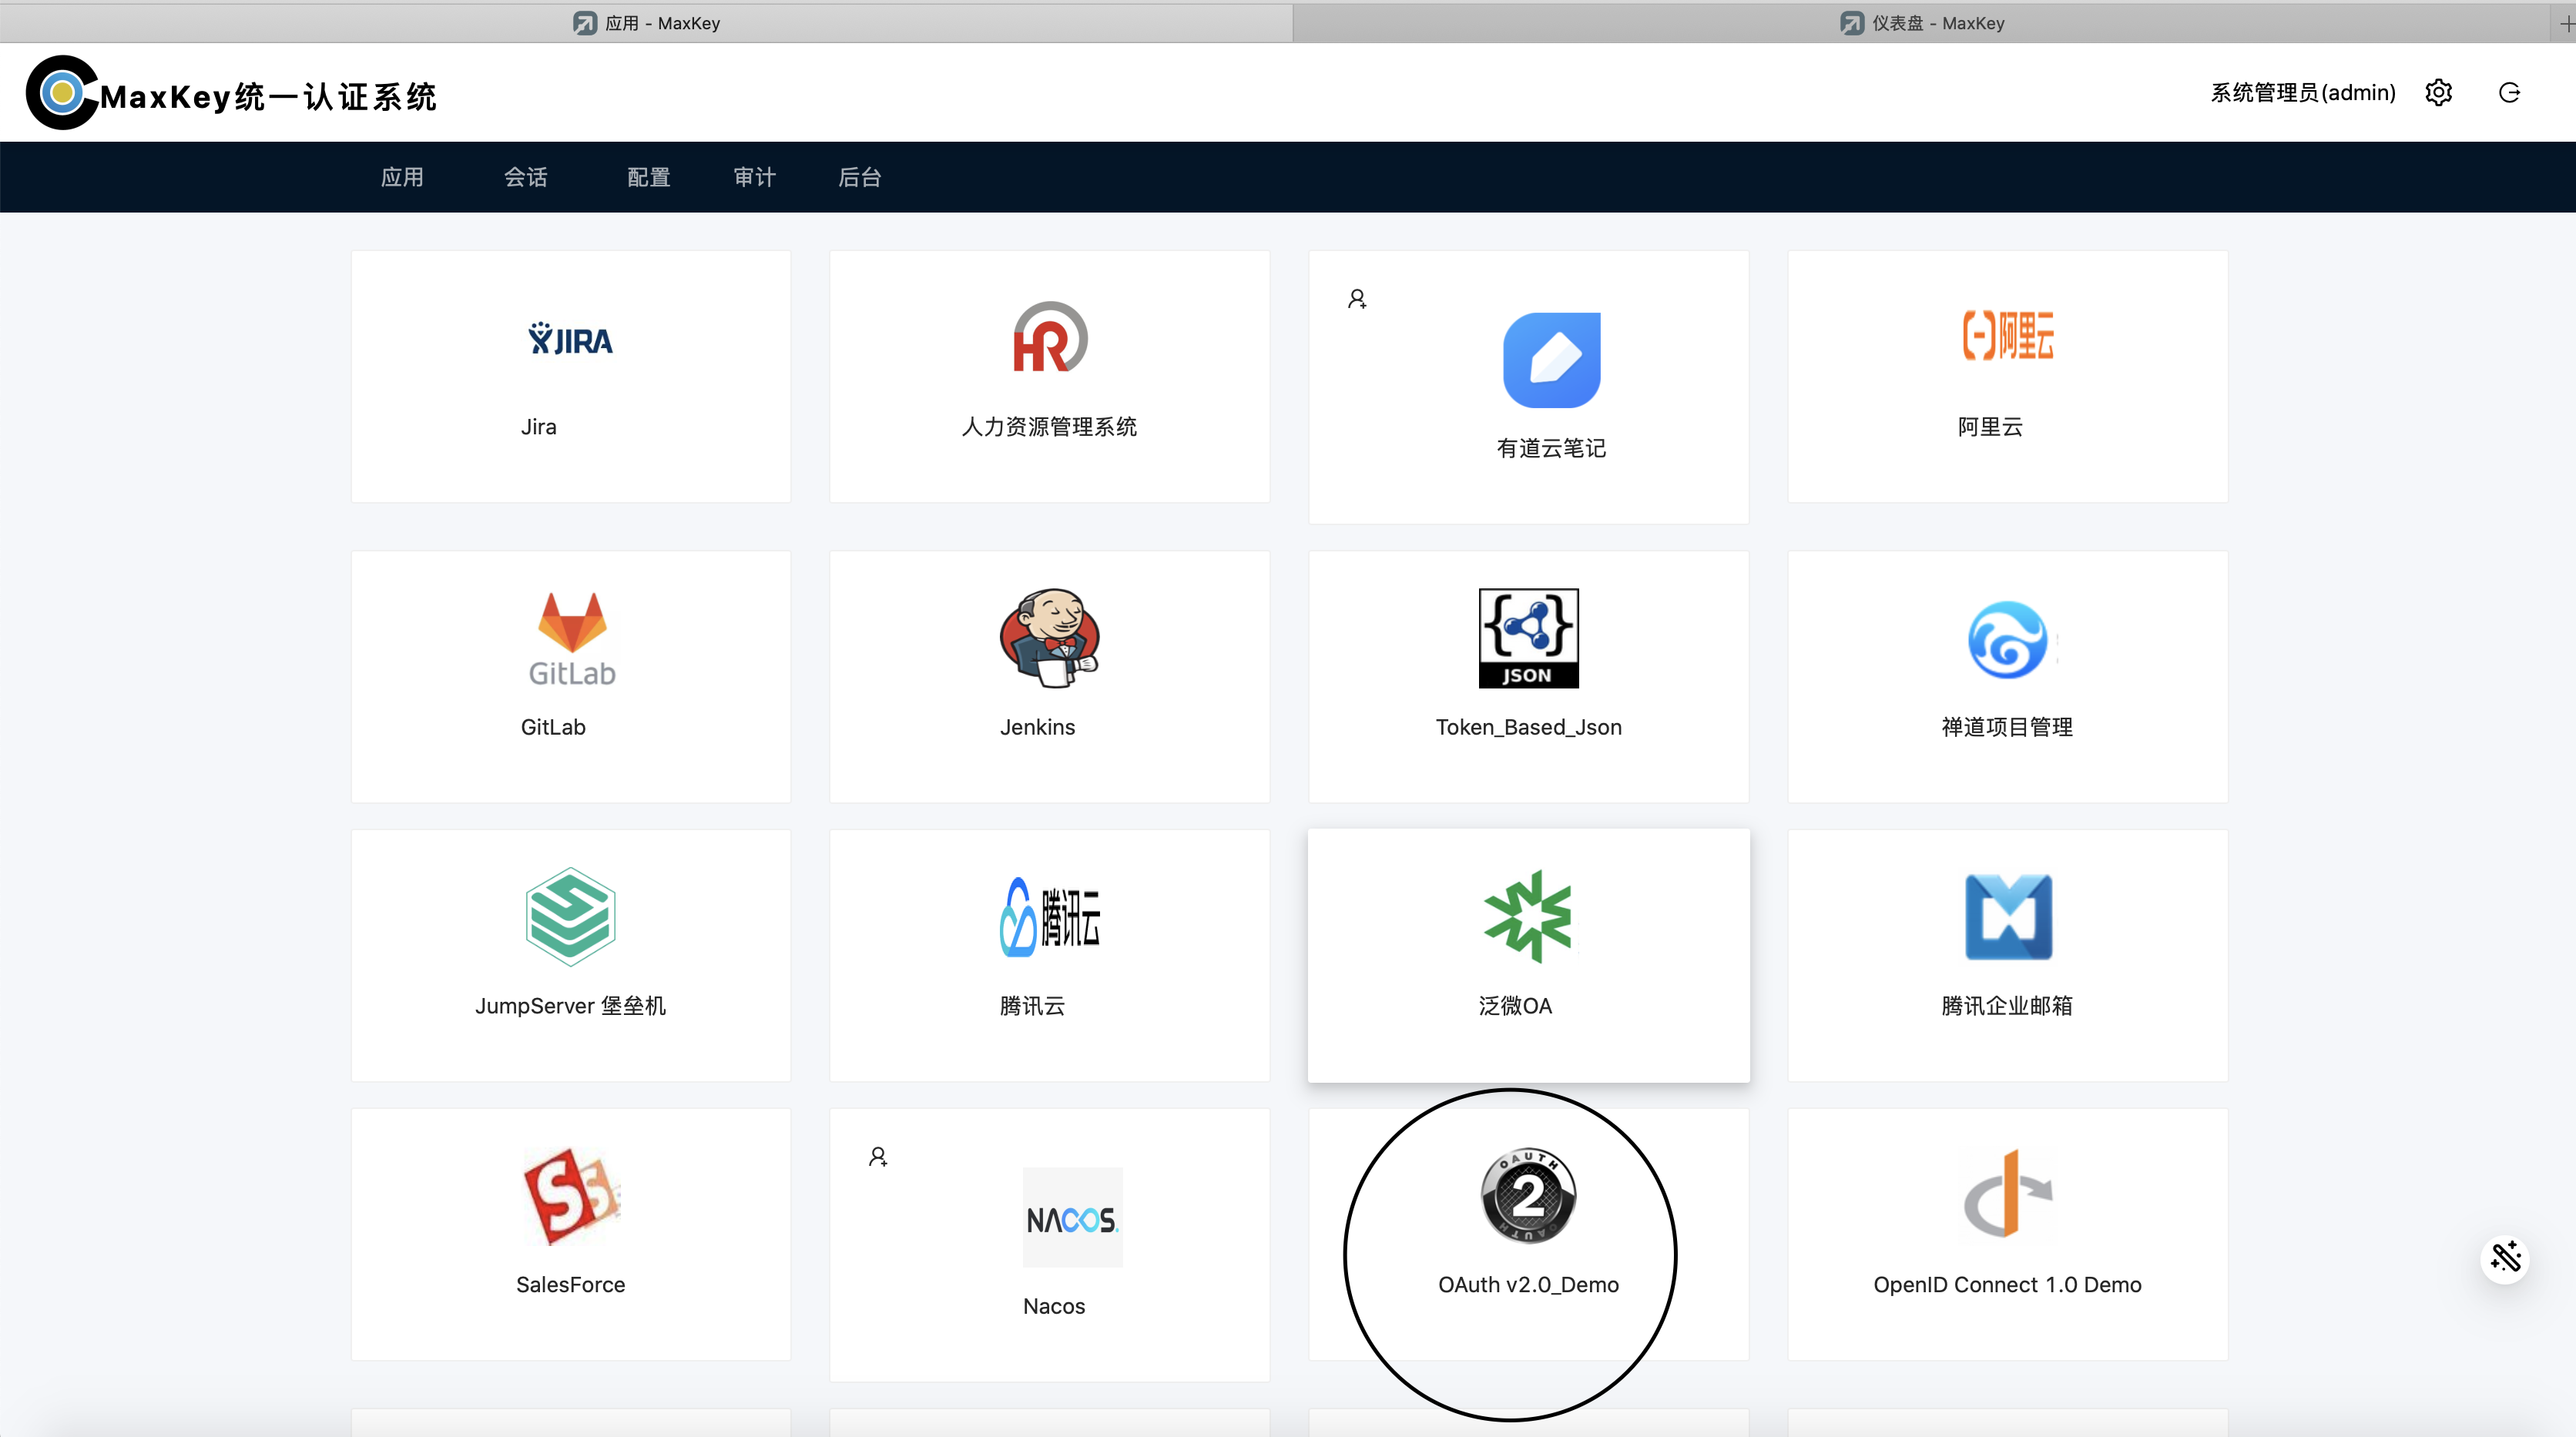 应用 - MaxKey
仪表盘 - MaxKey
MaxKey统一认证系统
系统管理员(admin)
应用 会话 配置 审计 后台
JIRA
HR
阿里云
Jira
人力资源管理系统
有道云笔记
阿里云
GitLab
JSON
GitLab
Jenkins
Token_Based_Json
禅道项目管理
腾讯云
JumpServer 堡垒机
腾讯云
泛微OA
腾讯企业邮箱
SS
NACOS.
OAUTH
2
OAUTH
SalesForce
Nacos
OAuth v2.0_Demo
OpenID Connect 1.0 Demo